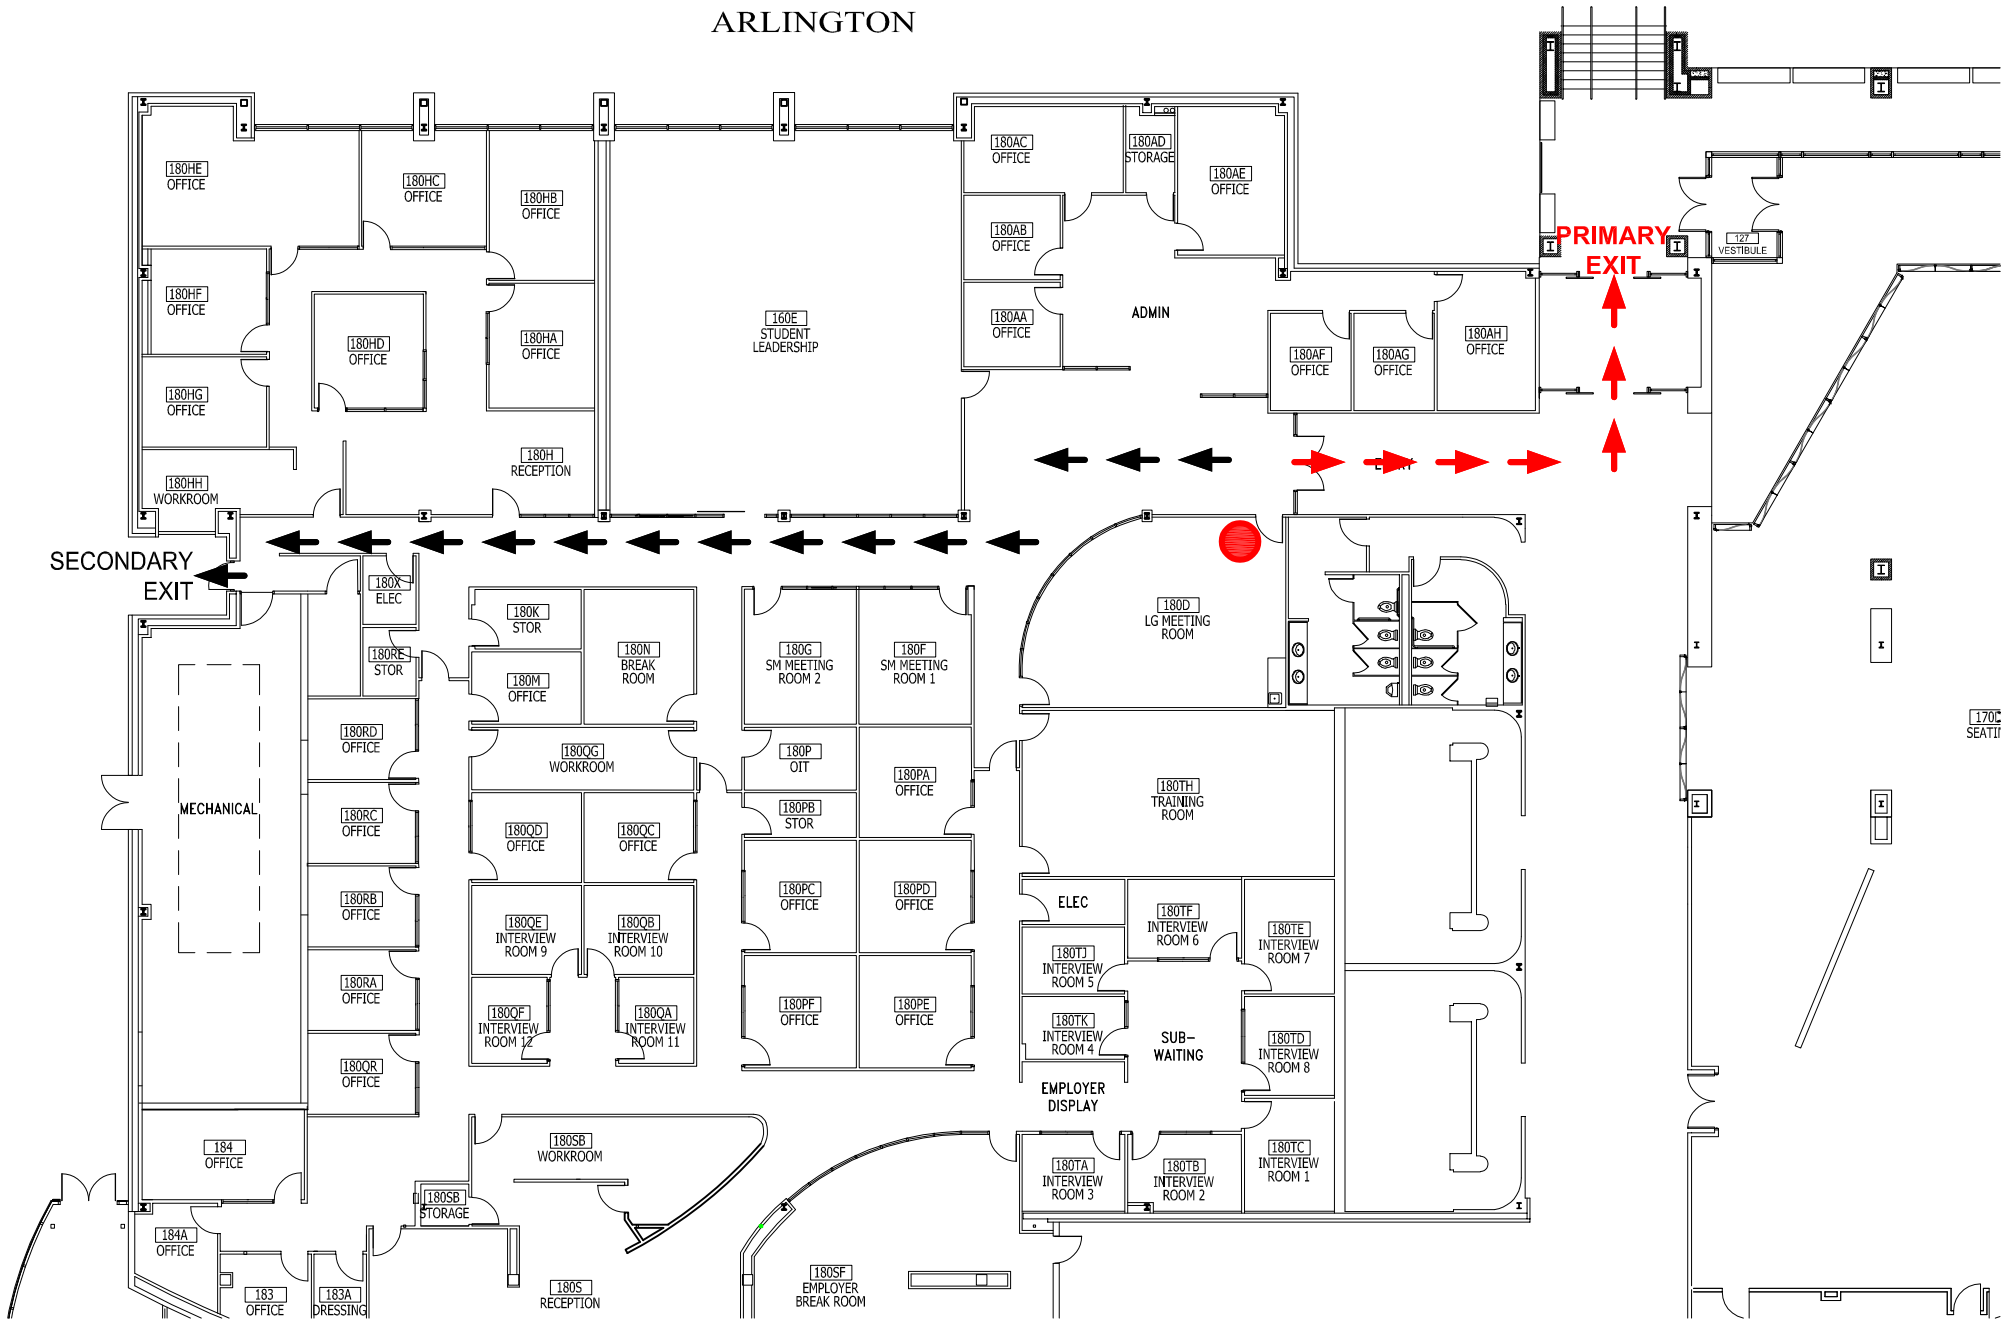 ARLINGTON
180HE
OFFICE
180HC
OFFICE
180HB
OFFICE
180AC
OFFICE
180AD
STORAGE
180AE
OFFICE
180AB
OFFICE
PRIMARY
EXIT
127
VESTIBULE
180HF
OFFICE
180HD
OFFICE
180HA
OFFICE
160E
STUDENT
LEADERSHIP
180AA
OFFICE
ADMIN
180AF
OFFICE
180AG
OFFICE
180AH
OFFICE
180HG
OFFICE
180H
RECEPTION
180HH
WORKROOM
SECONDARY
EXIT
180X
ELEC
180K
STOR
180N
BREAK
ROOM
180G
SM MEETING
ROOM 2
180F
SM MEETING
ROOM 1
180D
LG MEETING
ROOM
180RE
STOR
180M
OFFICE
180RD
OFFICE
180QG
WORKROOM
180P
OIT
180PA
OFFICE
180TH
TRAINING
ROOM
MECHANICAL
180RC
OFFICE
180QD
OFFICE
180QC
OFFICE
180PB
STOR
180RB
OFFICE
180PC
OFFICE
180PD
OFFICE
ELEC
180QE
INTERVIEW
ROOM 9
180QB
INTERVIEW
ROOM 10
180TF
INTERVIEW
ROOM 6
180TE
INTERVIEW
ROOM 7
180TJ
INTERVIEW
ROOM 5
180RA
OFFICE
180QF
INTERVIEW
ROOM 12
180QA
INTERVIEW
ROOM 11
180PF
OFFICE
180PE
OFFICE
180TK
INTERVIEW
ROOM 4
SUB-
WAITING
180TD
INTERVIEW
ROOM 8
180QR
OFFICE
EMPLOYER
DISPLAY
184
OFFICE
180SB
WORKROOM
180TA
INTERVIEW
ROOM 3
180TB
INTERVIEW
ROOM 2
180TC
INTERVIEW
ROOM 1
180SB
STORAGE
184A
OFFICE
183
OFFICE
183A
DRESSING
180S
RECEPTION
180SF
EMPLOYER
BREAK ROOM